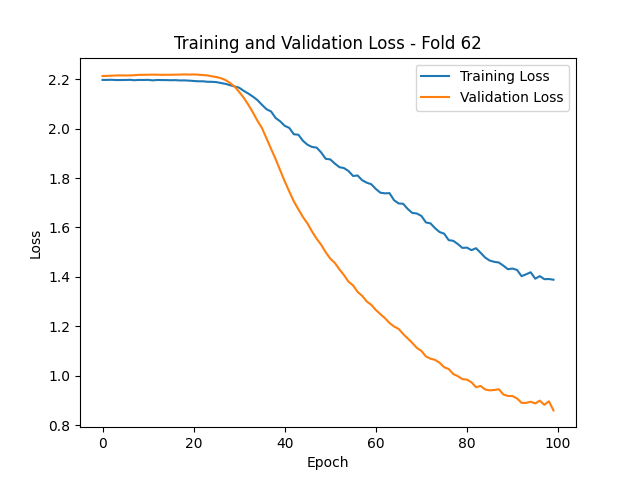 Training and Validation Loss - Fold 62
Training Loss
Validation Loss
2.2
2.0
1.8
1.6
1.4
1.2
1.0
0.8
Loss
0 20 40 60 80 100
Epoch